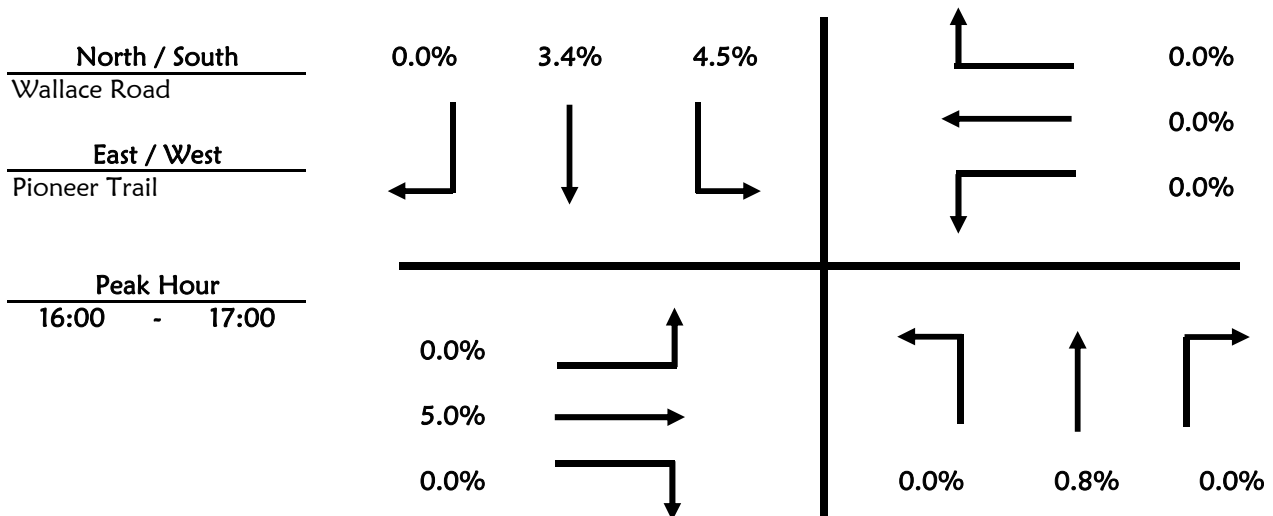 North / South
Wallace Road
East / West
Pioneer Trail
Peak Hour
16:00 - 17:00
0.0% 3.4% 4.5%
0.0%
0.0%
0.0%
0.0%
5.0%
0.0%
0.0% 0.8% 0.0%